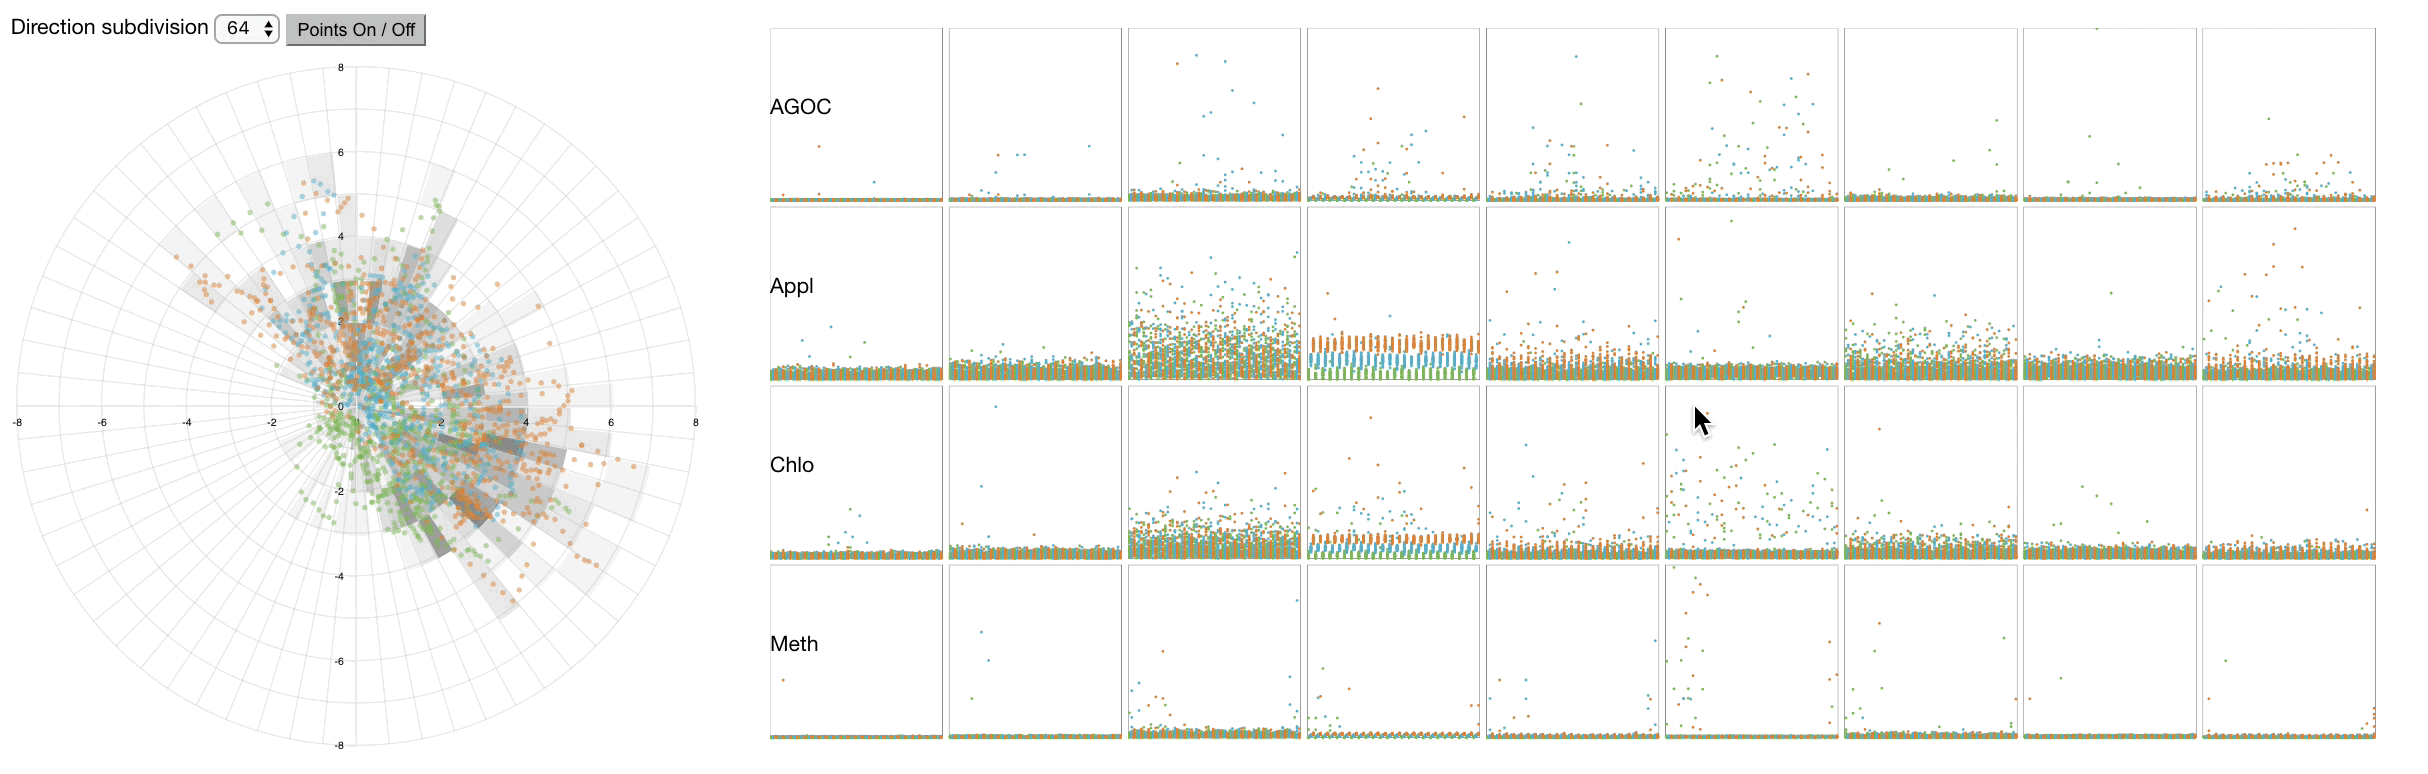 Direction subdivision 64 Points On / Off
8
6
4
2
0
-8 -6 -4 -2 2 4 6 8
-2
-4
-6
-8
AGOC
Appl
Chlo
Meth